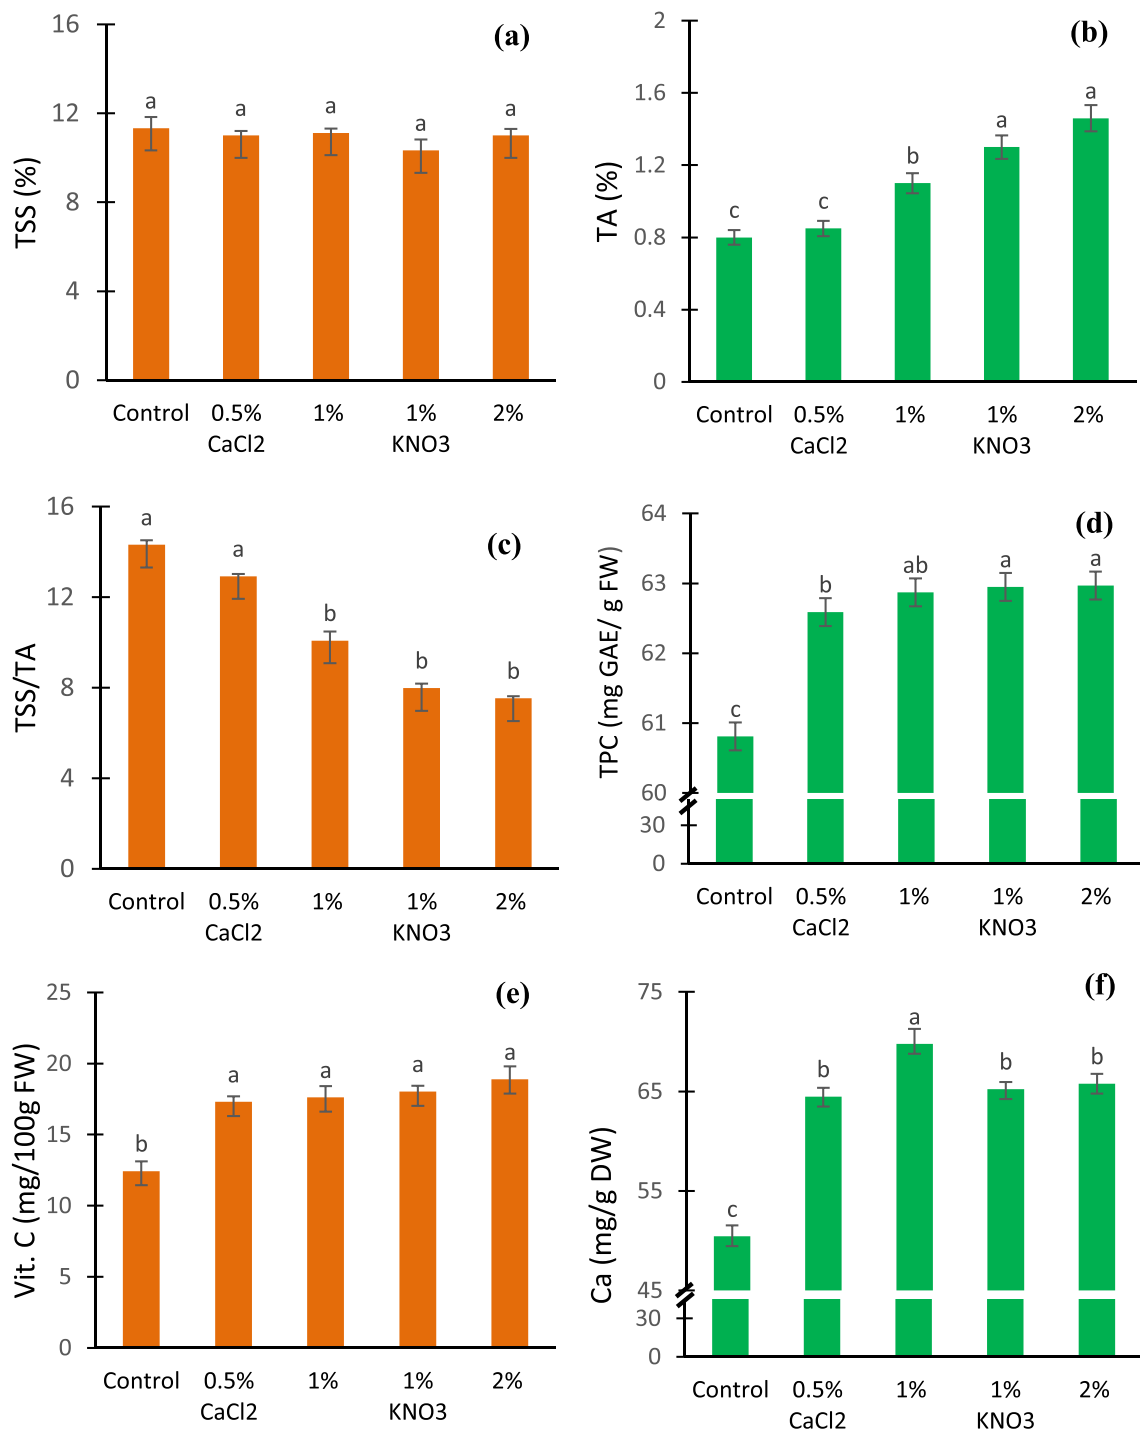 (a)
TSS (%)
16
12
8
4
0
a a a a a
Control 0.5% 1% 1% 2%
CaCl2 KNO3
(b)
TA (%)
2
1.6
1.2
0.8
0.4
0
c c b a a
Control 0.5% 1% 1% 2%
CaCl2 KNO3
(c)
TSS/TA
16
12
8
4
0
a a b b b
Control 0.5% 1% 1% 2%
CaCl2 KNO3
(d)
TPC (mg GAE/ g FW)
64
63
62
61
60
30
0
c b ab a a
Control 0.5% 1% 1% 2%
CaCl2 KNO3
(e)
Vit. C (mg/100g FW)
25
20
15
10
5
0
b a a a a
Control 0.5% 1% 1% 2%
CaCl2 KNO3
(f)
Ca (mg/g DW)
75
65
55
45
30
0
c b a b b
Control 0.5% 1% 1% 2%
CaCl2 KNO3